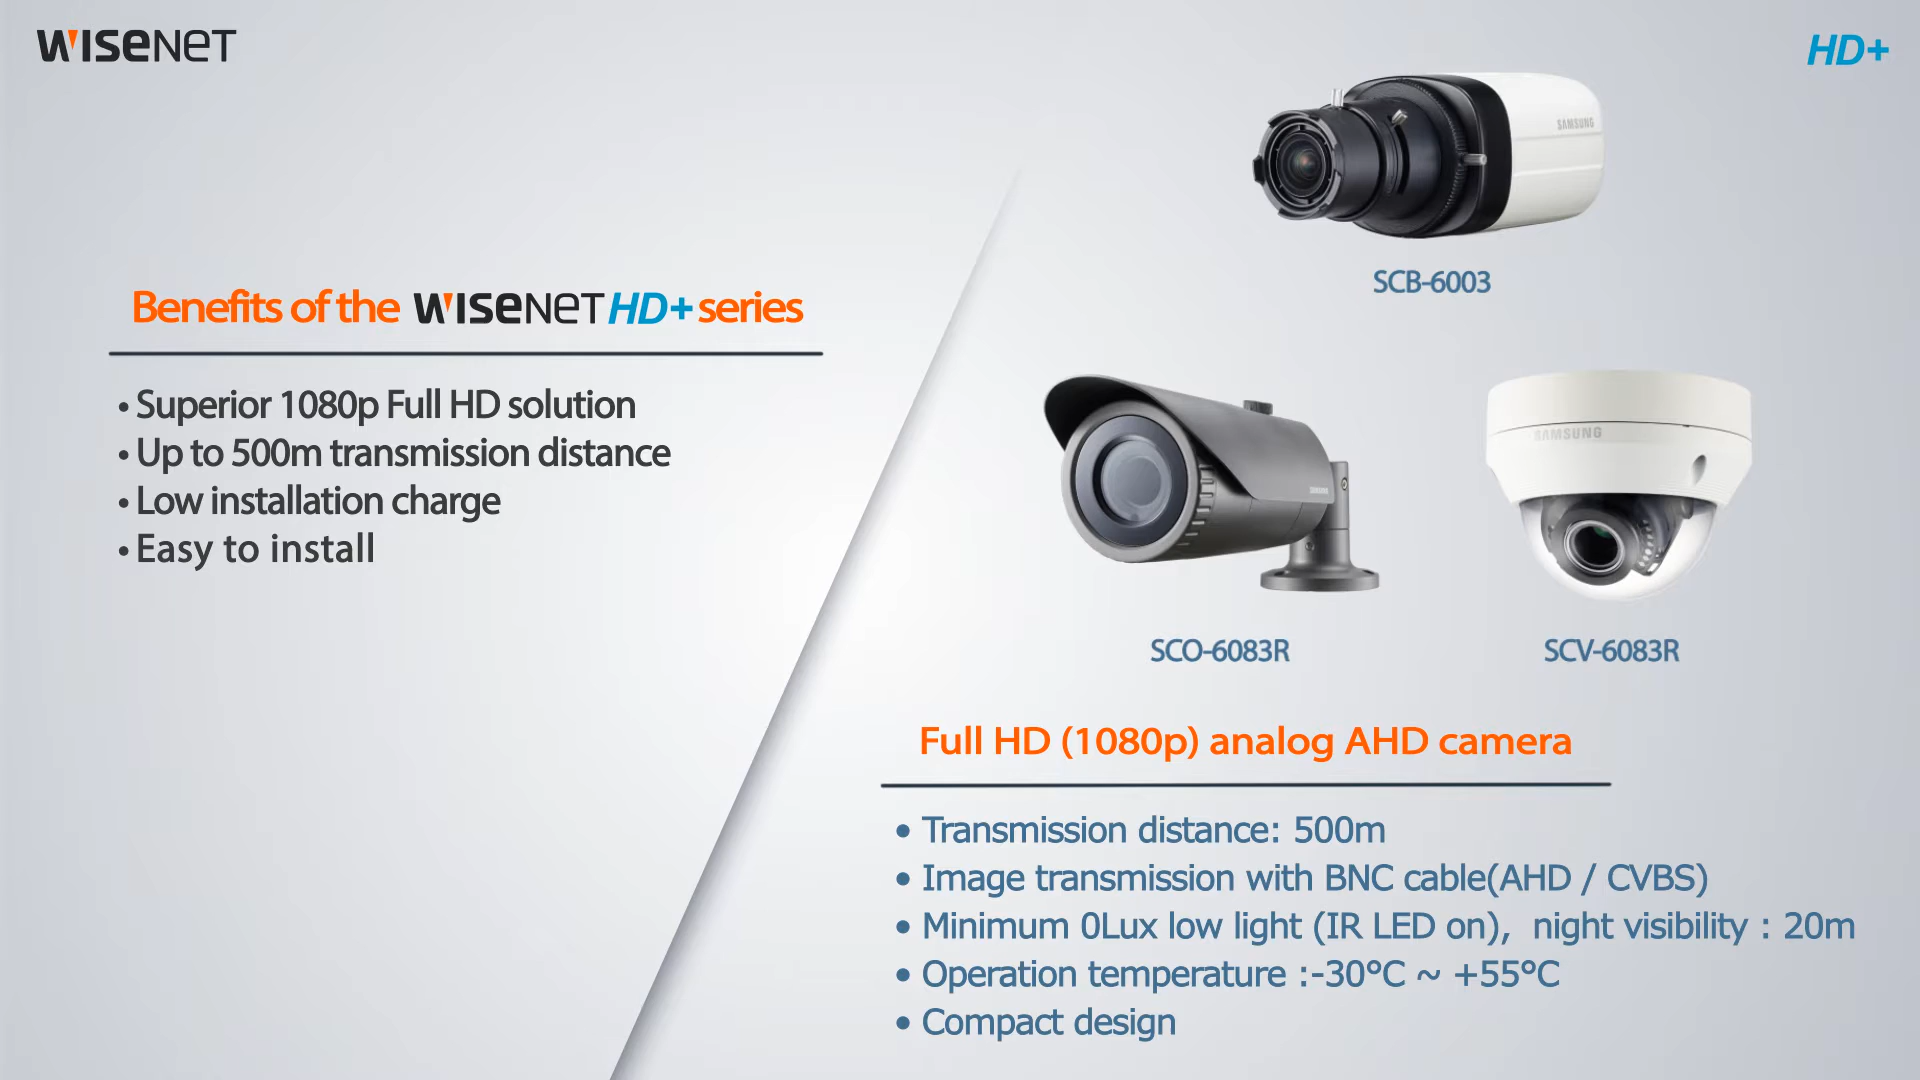 WISENET
HD+
SAMSUNG
SCB-6003
Benefits of the WISENET HD+ series
• Superior 1080p Full HD solution
• Up to 500m transmission distance
• Low installation charge
• Easy to install
SAMSUNG
SAMSUNG
SCO-6083R
SCV-6083R
Full HD (1080p) analog AHD camera
• Transmission distance: 500m
• Image transmission with BNC cable(AHD / CVBS)
• Minimum 0Lux low light (IR LED on), night visibility : 20m
• Operation temperature :-30°C ~ +55°C
• Compact design